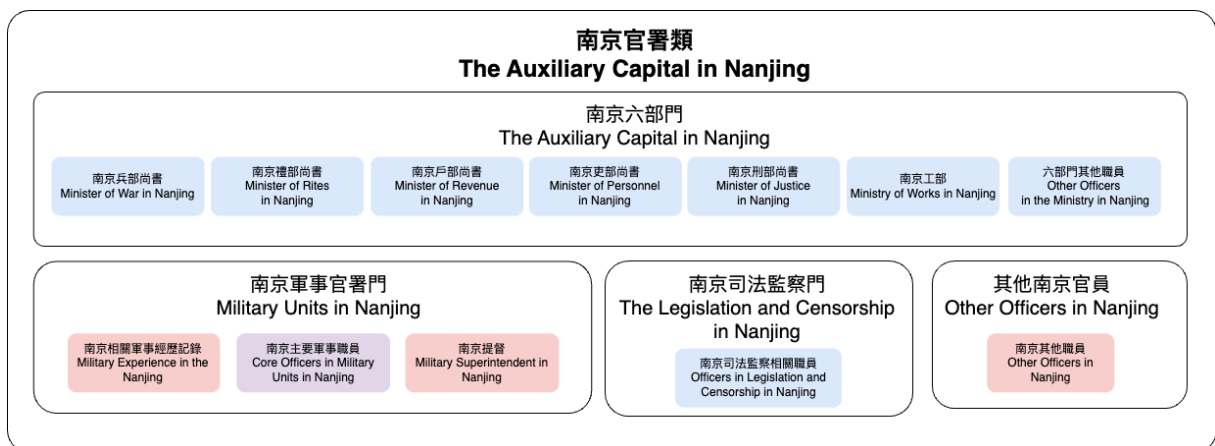 南京官署類
The Auxiliary Capital in Nanjing
南京六部門
The Auxiliary Capital in Nanjing
南京兵部尚書
Minister of War in Nanjing
南京禮部尚書
Minister of Rites
in Nanjing
南京戶部尚書
Minister of Revenue
in Nanjing
南京吏部尚書
Minister of Personnel
in Nanjing
南京刑部尚書
Minister of Justice
in Nanjing
南京工部
Ministry of Works in Nanjing
六部門其他職員
Other Officers
in the Ministry in Nanjing
南京軍事官署門
Military Units in Nanjing
南京相關軍事經歷記錄
Military Experience in the
Nanjing
南京主要軍事職員
Core Officers in Military
Units in Nanjing
南京提督
Military Superintendent in
Nanjing
南京司法監察門
The Legislation and Censorship
in Nanjing
南京司法監察相關職員
Officers in Legislation and
Censorship in Nanjing
其他南京官員
Other Officers in Nanjing
南京其他職員
Other Officers in
Nanjing